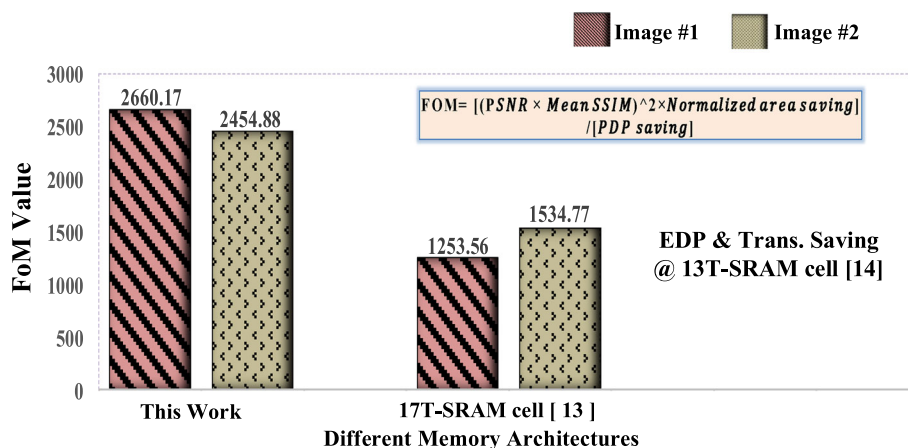 Image #1 Image #2
FOM= [(PSNR × Mean SSIM)^2×Normalized area saving]
/[PDP saving]
3000
2500
2000
1500
1000
500
0
FoM Value
2660.17
2454.88
1253.56
1534.77
EDP & Trans. Saving
@ 13T-SRAM cell [14]
This Work 17T-SRAM cell [ 13 ]
Different Memory Architectures